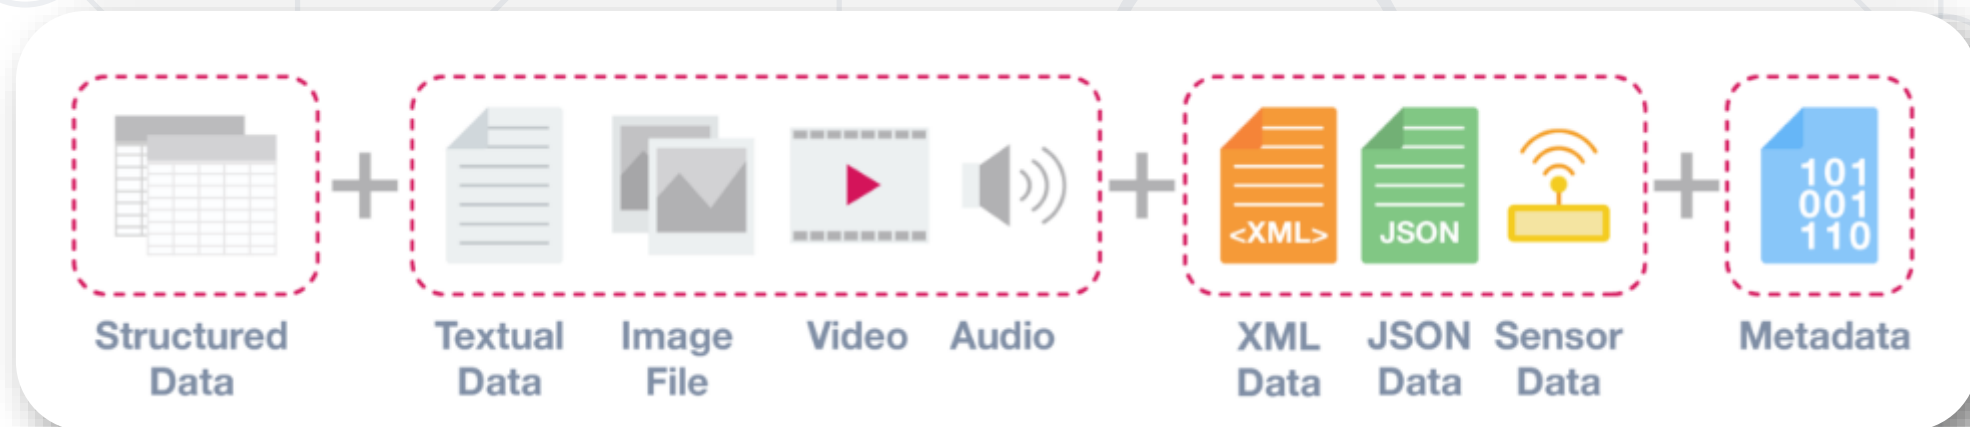 101
001
110
<XML>
JSON
Structured
Data
Textual
Data
Image
File
Video
Audio
XML
Data
JSON
Data
Sensor
Data
Metadada